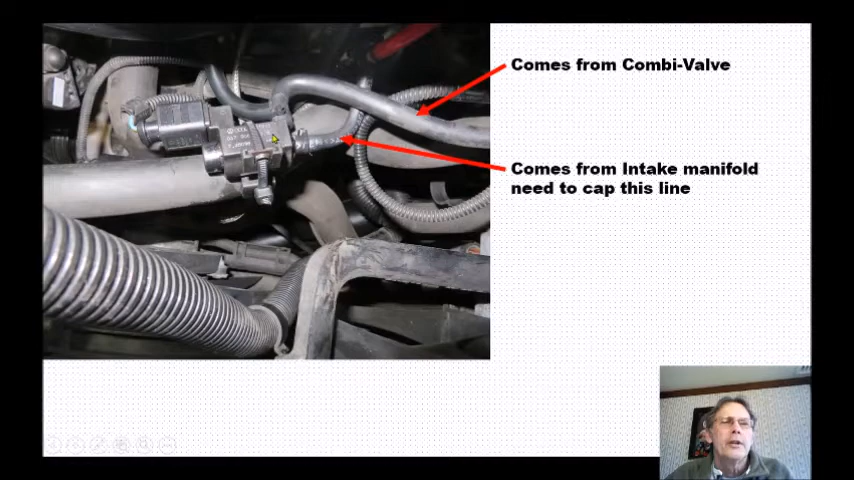 Comes from Combi-Valve
Comes from Intake manifold
need to cap this line